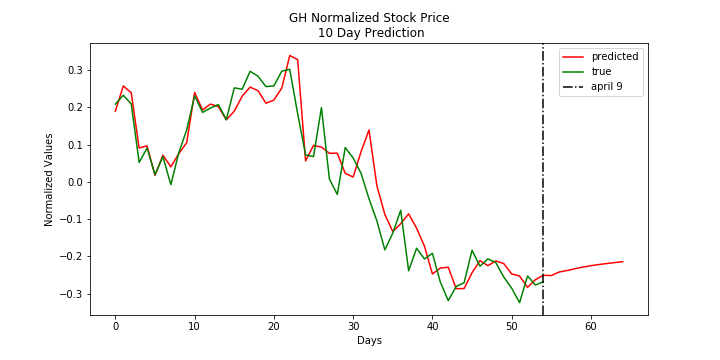 GH Normalized Stock Price
10 Day Prediction
predicted
true
april 9
Normalized Values
0.3
0.2
0.1
0.0
−0.1
−0.2
−0.3
0 10 20 30 40 50 60
Days